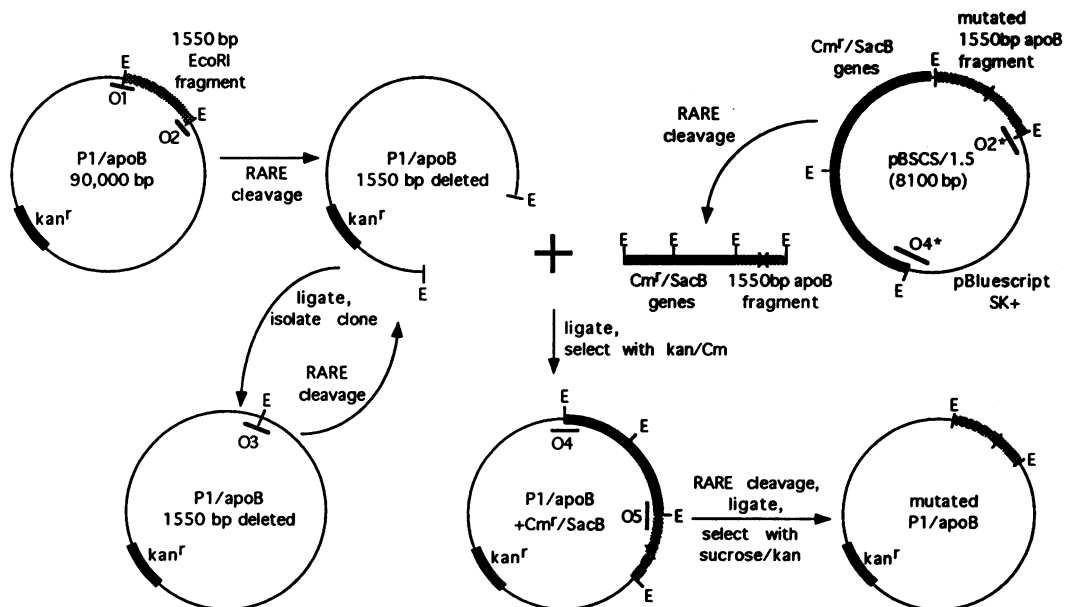 1550 bp
EcoRI
fragment
E
O1
E
O2
P1/apoB
90,000 bp
kanr
RARE
cleavage
P1/apoB
1550 bp deleted
E
kanr
E
+
RARE
cleavage
E
E
E
E
Cmr/SacB
genes
1550bp apoB
fragment
Cmr/SacB
genes
mutated
1550bp apoB
fragment
E
E
O2*
E
pBSCS/1.5
(8100 bp)
O4*
E
pBluescript
SK+
ligate,
isolate clone
RARE
cleavage
ligate,
select with kan/Cm
E
O3
P1/apoB
1550 bp deleted
kanr
E
O4
E
P1/apoB
+Cmr/SacB
O5
E
kanr
E
RARE cleavage,
ligate,
select with
sucrose/kan
E
E
mutated
P1/apoB
kanr